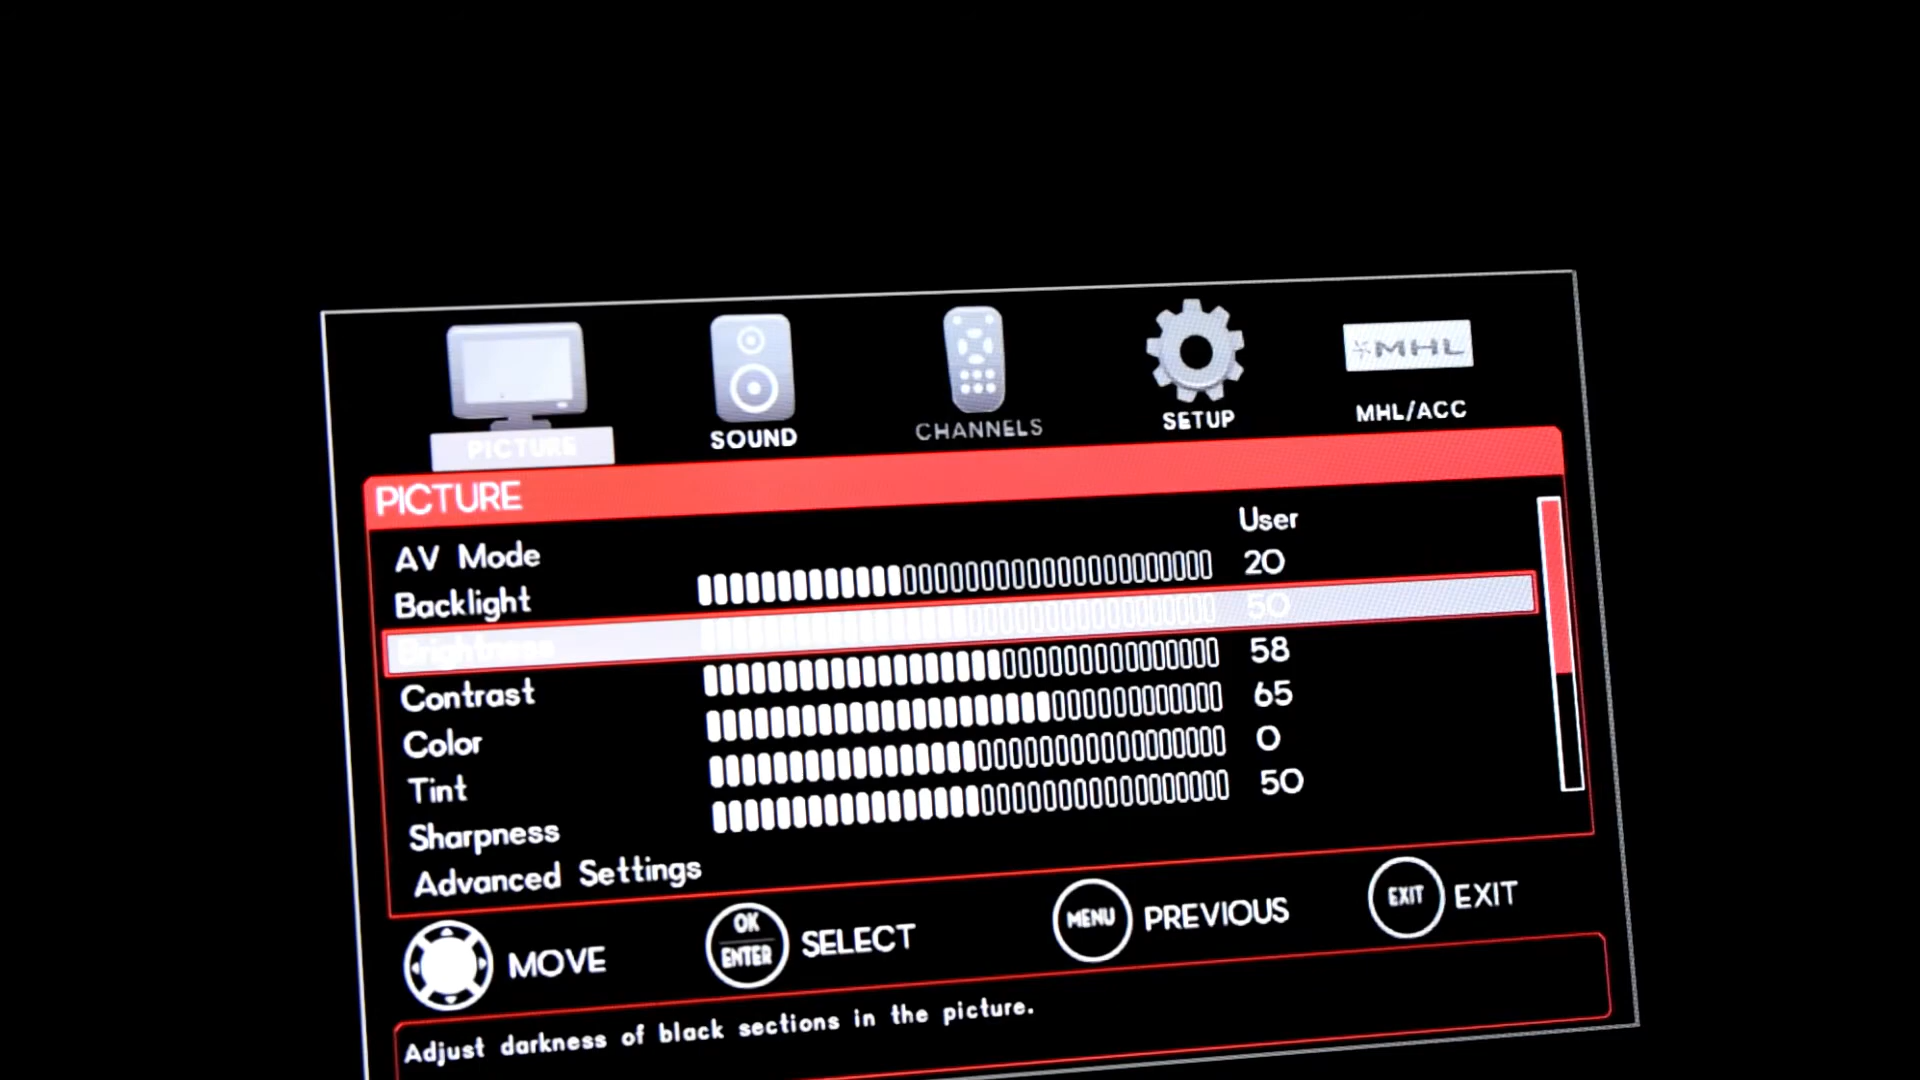 PICTURE
SOUND
CHANNELS
SETUP
MHL
MHL/ACC
PICTURE
AV Mode User
Backlight 20
Brightness 50
Contrast 58
Color 65
Tint 0
Sharpness 50
Advanced Settings
MOVE
OK
ENTER
SELECT
MENU
PREVIOUS
EXIT
EXIT
Adjust darkness of black sections in the picture.